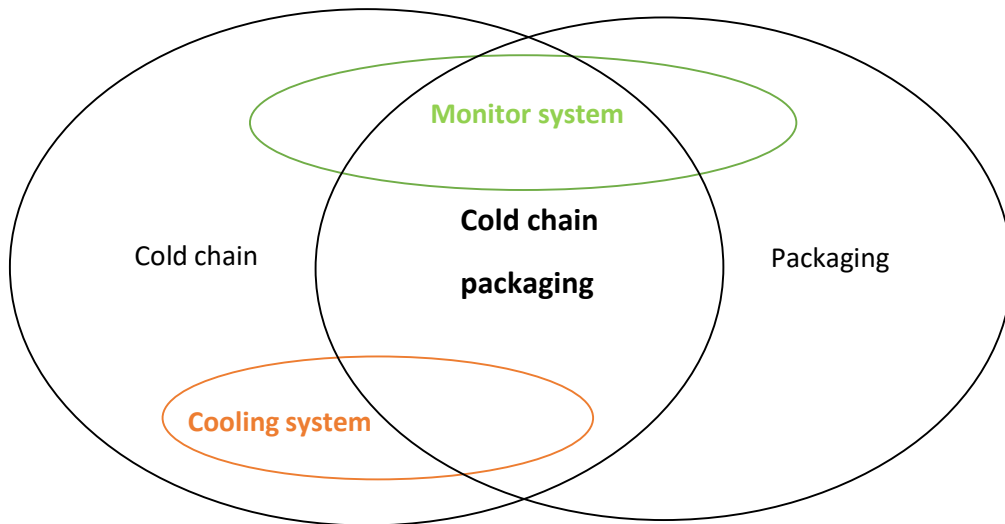 Monitor system
Cold chain
packaging
Cold chain
Packaging
Cooling system